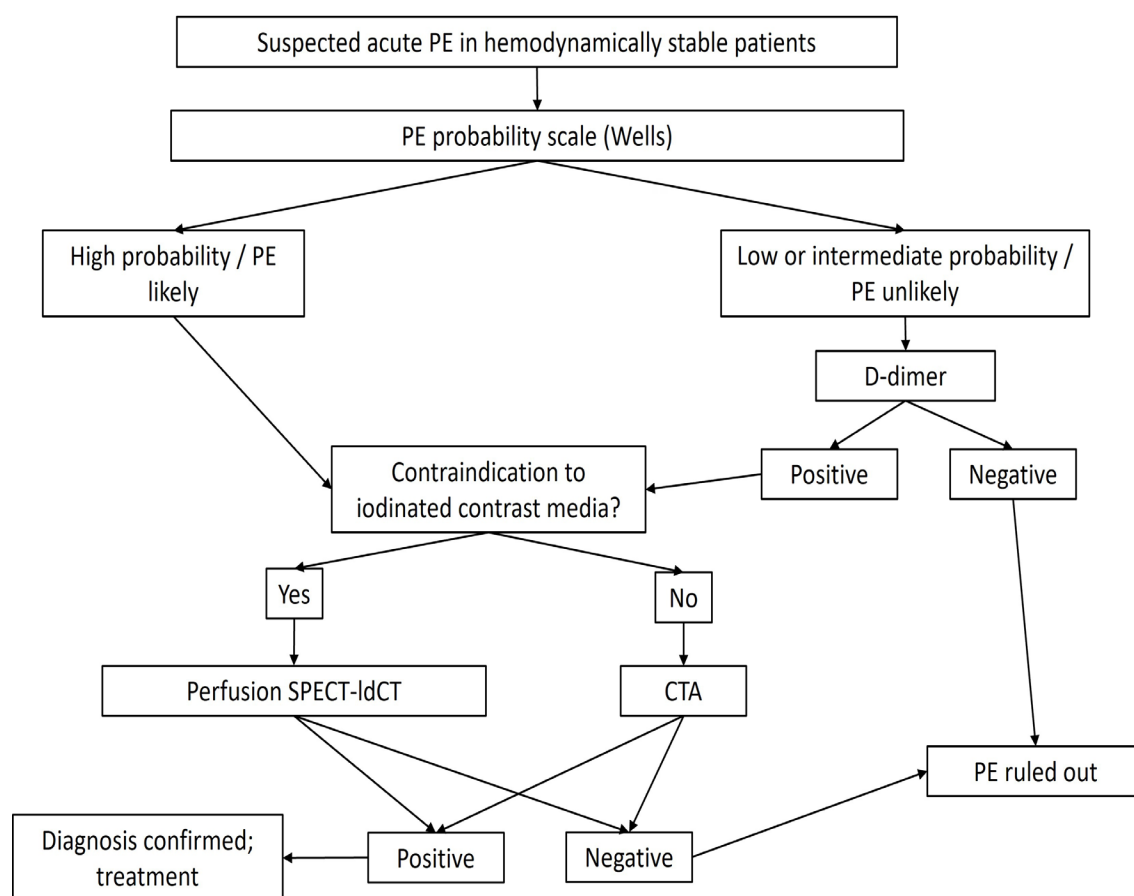 Suspected acute PE in hemodynamically stable patients
PE probability scale (Wells)
High probability / PE
likely
Low or intermediate probability /
PE unlikely
D-dimer
Positive
Negative
Contraindication to
iodinated contrast media?
Yes
No
Perfusion SPECT-ldCT
CTA
PE ruled out
Diagnosis confirmed;
treatment
Positive
Negative